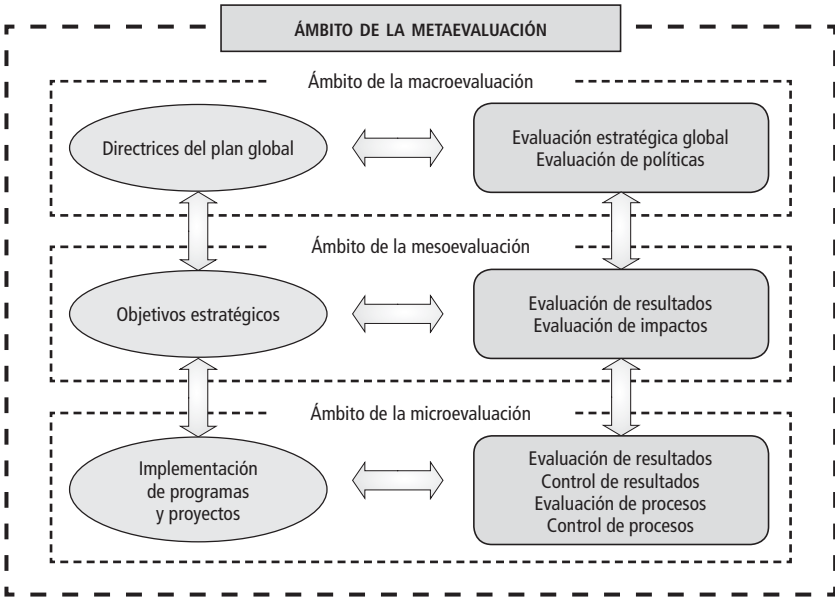 ÁMBITO DE LA METAEVALUACIÓN
Ámbito de la macroevaluación
Directrices del plan global
Evaluación estratégica global
Evaluación de políticas
Ámbito de la mesoevaluación
Objetivos estratégicos
Evaluación de resultados
Evaluación de impactos
Ámbito de la microevaluación
Implementación
de programas
y proyectos
Evaluación de resultados
Control de resultados
Evaluación de procesos
Control de procesos